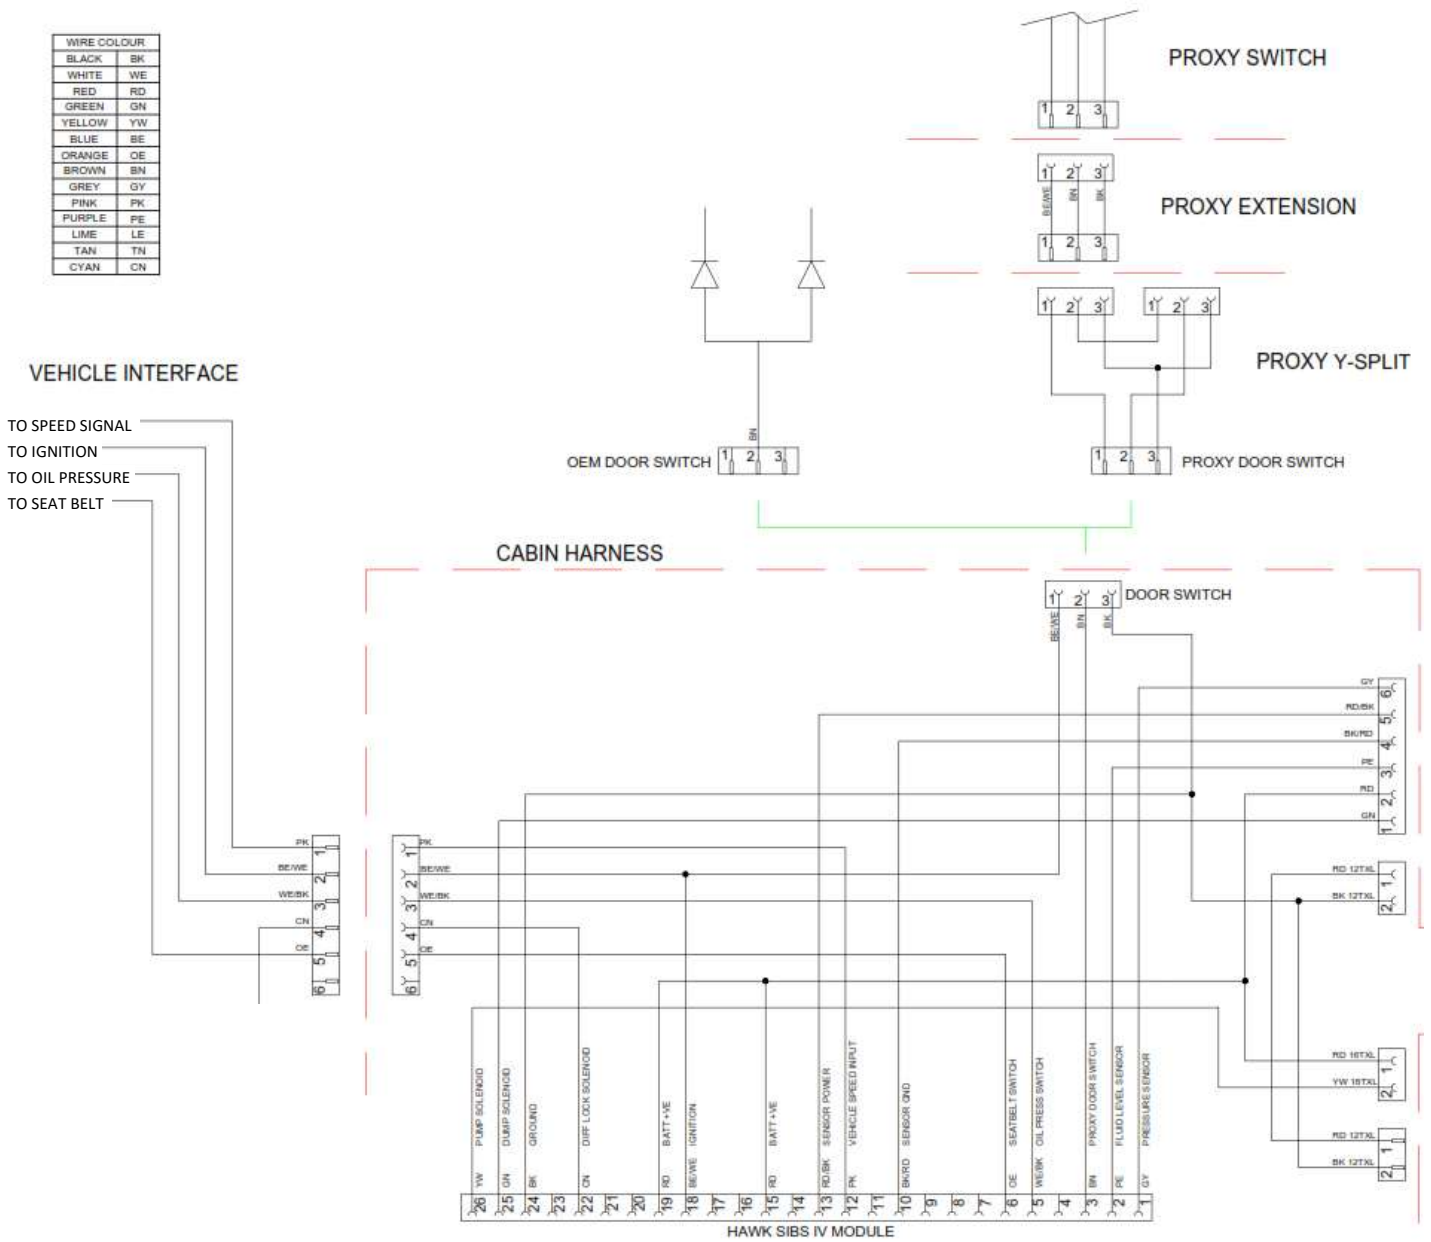 WIRE COLOUR
BLACK BK
WHITE WE
RED RD
GREEN GN
YELLOW YW
BLUE BE
ORANGE OE
BROWN BN
GREY GY
PINK PK
PURPLE PE
LIME LE
TAN TN
CYAN CN
PROXY SWITCH
1 2 3
1 2 3
BE/WE BN BK
PROXY EXTENSION
1 2 3
1 2 3 1 2 3
PROXY Y-SPLIT
VEHICLE INTERFACE
TO SPEED SIGNAL
TO IGNITION
TO OIL PRESSURE
TO SEAT BELT
BN
OEM DOOR SWITCH 1 2 3
1 2 3 PROXY DOOR SWITCH
CABIN HARNESS
1 2 3 DOOR SWITCH
BE/WE BN BK
GY 6
RD/BK 5
BK/RD 4
PE 3
RD 2
GN 1
PK 1 1 PK
BE/WE 2 2 BE/WE
WE/BK 3 3 WE/BK
CN 4 4 CN
OE 5 5 OE
6 6
RD 12TXL 1
BK 12TXL 2
RD 16TXL 1
YW 16TXL 2
RD 12TXL 1
BK 12TXL 2
YW PUMP SOLENOID
GN DUMP SOLENOID
BK GROUND
CN DIFF LOCK SOLENOID
RD BATT +VE
BE/WE IGNITION
RD BATT +VE
RD/BK SENSOR POWER
PK VEHICLE SPEED INPUT
BK/RD SENSOR GND
OE SEATBELT SWITCH
WE/BK OIL PRESS SWITCH
BN PROXY DOOR SWITCH
PE FLUID LEVEL SENSOR
GY PRESSURE SENSOR
26 25 24 23 22 21 20 19 18 17 16 15 14 13 12 11 10 9 8 7 6 5 4 3 2 1
HAWK SIBS IV MODULE